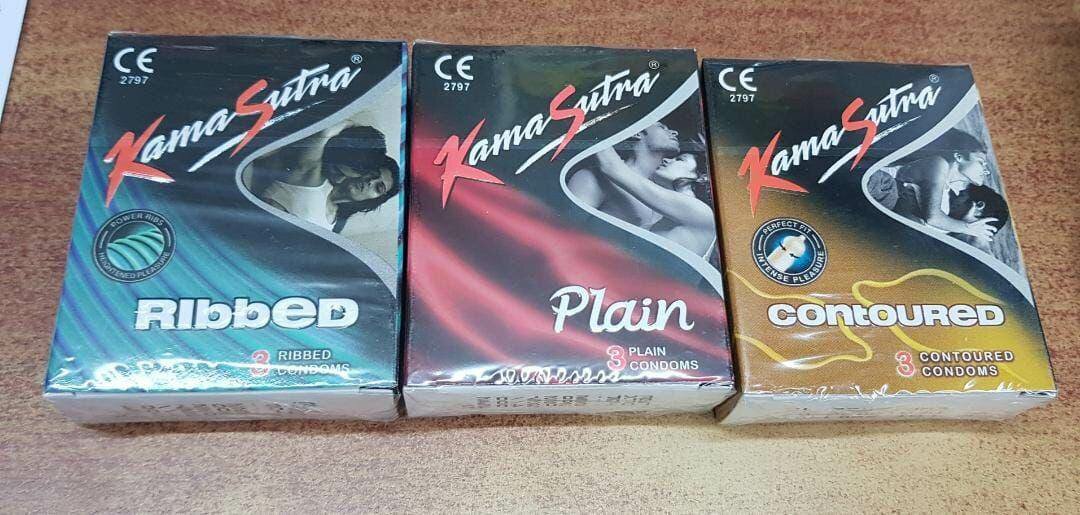 CE
2797
KamaSutra®
POWER RIBS
HEIGHTENED PLEASURE
RIbbeD
3 RIBBED
CONDOMS
CE
2797
KamaSutra®
Plain
3 PLAIN
CONDOMS
CE
2797
KamaSutra®
PERFECT FIT
INTENSE PLEASURE
CONtOUReD
3 CONTOURED
CONDOMS